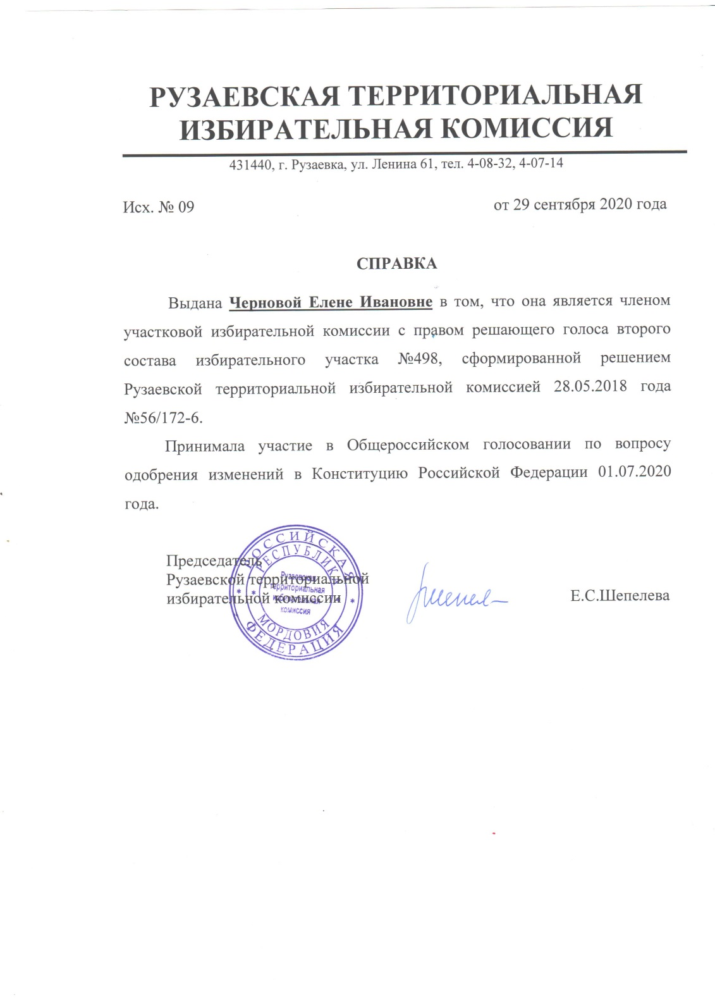 РУЗАЕВСКАЯ ТЕРРИТОРИАЛЬНАЯ
ИЗБИРАТЕЛЬНАЯ КОМИССИЯ
431440, г. Рузаевка, ул. Ленина 61, тел. 4-08-32, 4-07-14
Исх. № 09 от 29 сентября 2020 года
СПРАВКА
Выдана Черновой Елене Ивановне в том, что она является членом
участковой избирательной комиссии с правом решающего голоса второго
состава избирательного участка №498, сформированной решением
Рузаевской территориальной избирательной комиссией 28.05.2018 года
№56/172-6.
Принимала участие в Общероссийском голосовании по вопросу
одобрения изменений в Конституцию Российской Федерации 01.07.2020
года.
Председатель
Рузаевской территориальной
избирательной комиссии Е.С.Шепелева
РОССИЙСКАЯ
ФЕДЕРАЦИЯ
РЕСПУБЛИКА
МОРДОВИЯ
Рузаевская
территориальная
избирательная
комиссия